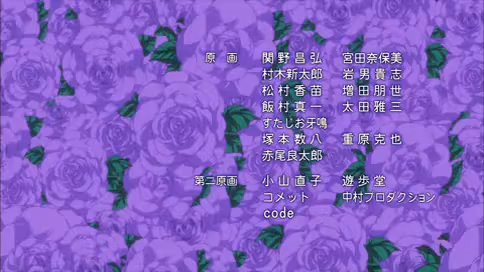 原画 関野昌弘 宮田奈保美
村木新太郎 岩男貴志
松村香苗 増田朋世
飯村真一 太田雅三
すたじお牙鳴
塚本数八 重原克也
赤尾良太郎
第二原画 小山直子 遊歩堂
コメット 中村プロダクション
code